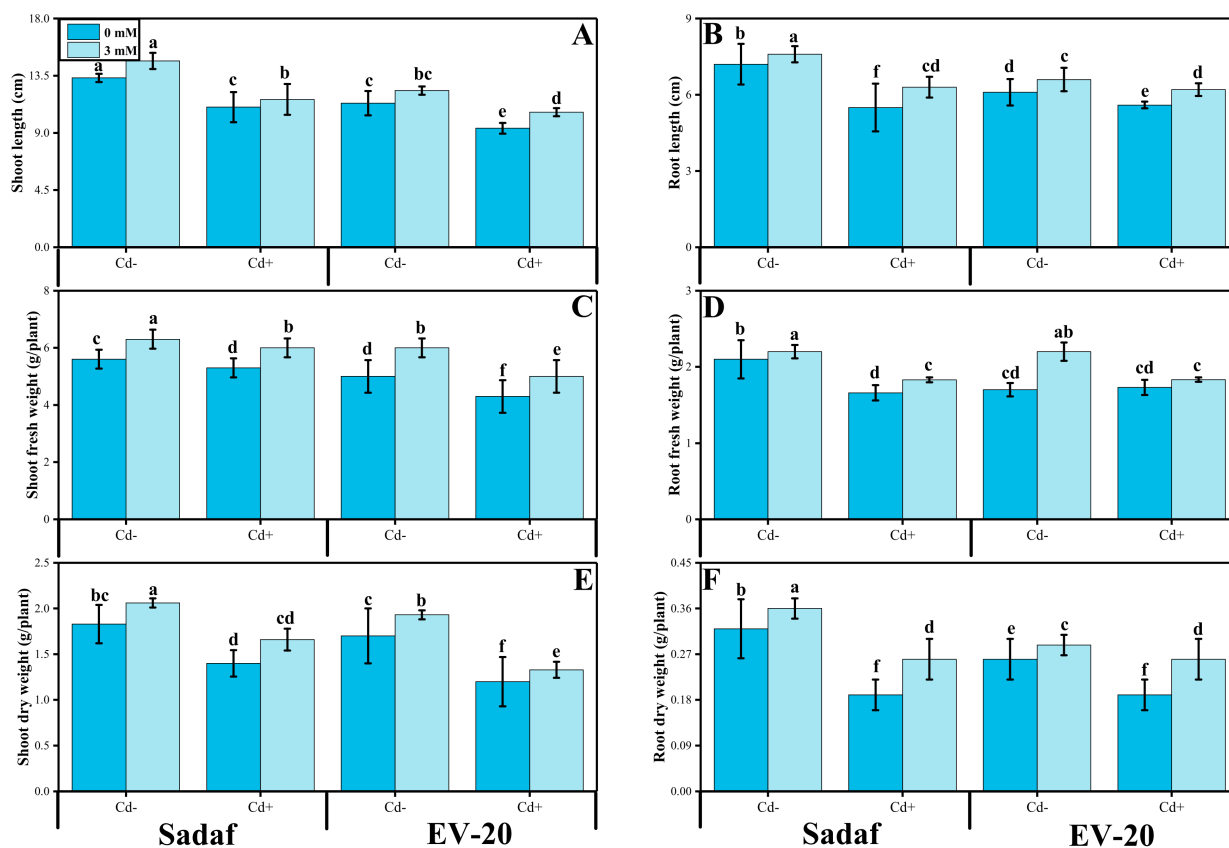 18.0
13.5
9.0
4.5
0.0
Shoot length (cm)
0 mM
3 mM
A
a
a
c
b
c
bc
e
d
Cd-
Cd+
Cd-
Cd+
9
6
3
0
Root length (cm)
B
b
a
f
cd
d
c
e
d
Cd-
Cd+
Cd-
Cd+
8
6
4
2
0
Shoot fresh weight (g/plant)
C
c
a
d
b
d
b
f
e
Cd-
Cd+
Cd-
Cd+
3
2
1
0
Root fresh weight (g/plant)
D
b
a
d
c
cd
ab
cd
c
Cd-
Cd+
Cd-
Cd+
2.5
2.0
1.5
1.0
0.5
0.0
Shoot dry weight (g/plant)
E
bc
a
d
cd
c
b
f
e
Cd-
Cd+
Cd-
Cd+
Sadaf
EV-20
0.45
0.36
0.27
0.18
0.09
0.00
Root dry weight (g/plant)
F
b
a
f
d
e
c
f
d
Cd-
Cd+
Cd-
Cd+
Sadaf
EV-20